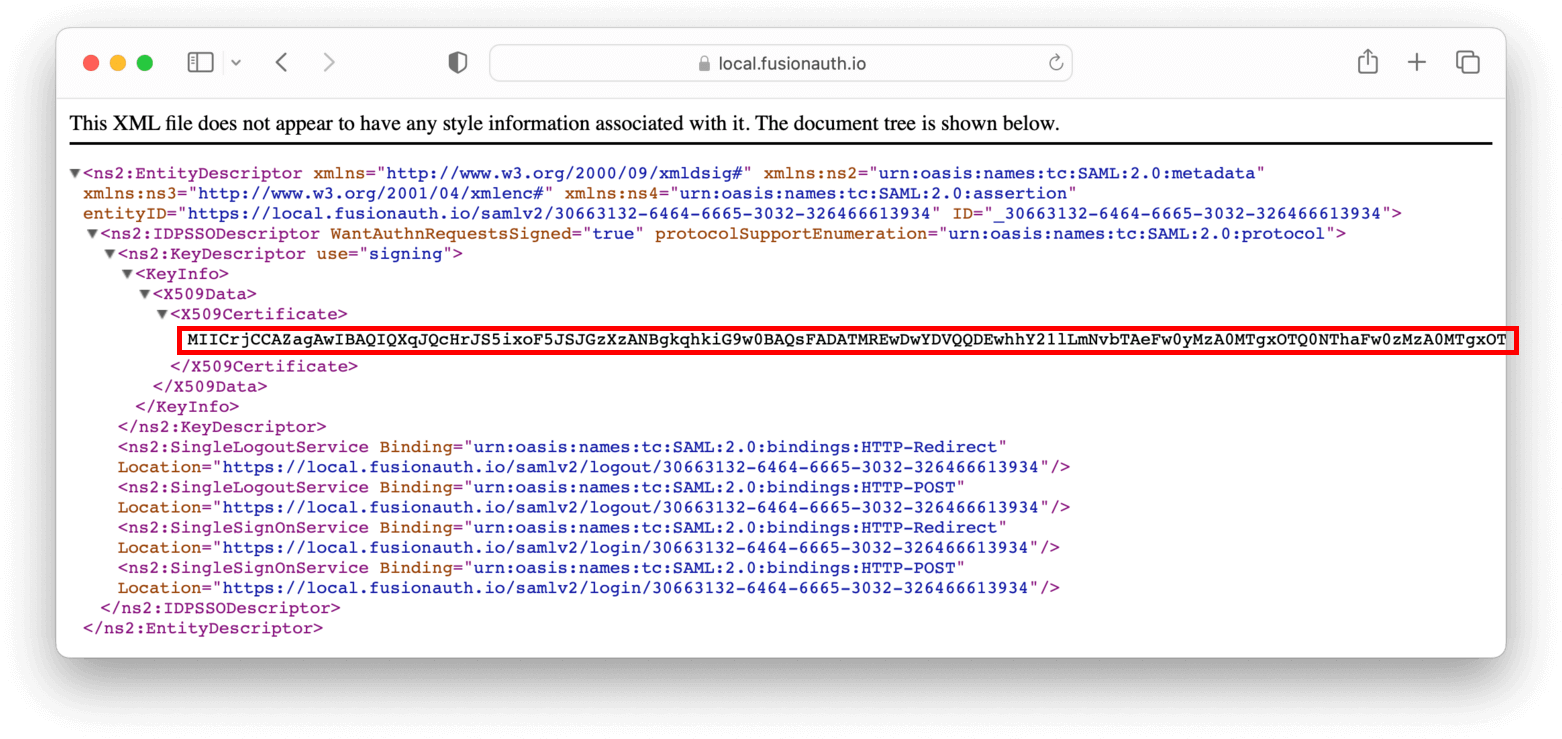 local.fusionauth.io
This XML file does not appear to have any style information associated with it. The document tree is shown below.
▼<ns2:EntityDescriptor xmlns="http://www.w3.org/2000/09/xmldsig#" xmlns:ns2="urn:oasis:names:tc:SAML:2.0:metadata"
xmlns:ns3="http://www.w3.org/2001/04/xmlenc#" xmlns:ns4="urn:oasis:names:tc:SAML:2.0:assertion"
entityID="https://local.fusionauth.io/samlv2/30663132-6464-6665-3032-326466613934" ID="_30663132-6464-6665-3032-326466613934">
▼<ns2:IDPSSODescriptor WantAuthnRequestsSigned="true" protocolSupportEnumeration="urn:oasis:names:tc:SAML:2.0:protocol">
▼<ns2:KeyDescriptor use="signing">
▼<KeyInfo>
▼<X509Data>
▼<X509Certificate>
MIICrjCCAZagAwIBAQIQXqJQcHrJS5ixoF5JSJGzXzANBgkqhkiG9w0BAQsFADATMREwDwYDVQQDEwhhY21lLmNvbTAeFw0yMzA0MTgxOTQ0NThaFw0zMzA0MTgxOT
</X509Certificate>
</X509Data>
</KeyInfo>
</ns2:KeyDescriptor>
<ns2:SingleLogoutService Binding="urn:oasis:names:tc:SAML:2.0:bindings:HTTP-Redirect"
Location="https://local.fusionauth.io/samlv2/logout/30663132-6464-6665-3032-326466613934"/>
<ns2:SingleLogoutService Binding="urn:oasis:names:tc:SAML:2.0:bindings:HTTP-POST"
Location="https://local.fusionauth.io/samlv2/logout/30663132-6464-6665-3032-326466613934"/>
<ns2:SingleSignOnService Binding="urn:oasis:names:tc:SAML:2.0:bindings:HTTP-Redirect"
Location="https://local.fusionauth.io/samlv2/login/30663132-6464-6665-3032-326466613934"/>
<ns2:SingleSignOnService Binding="urn:oasis:names:tc:SAML:2.0:bindings:HTTP-POST"
Location="https://local.fusionauth.io/samlv2/login/30663132-6464-6665-3032-326466613934"/>
</ns2:IDPSSODescriptor>
</ns2:EntityDescriptor>